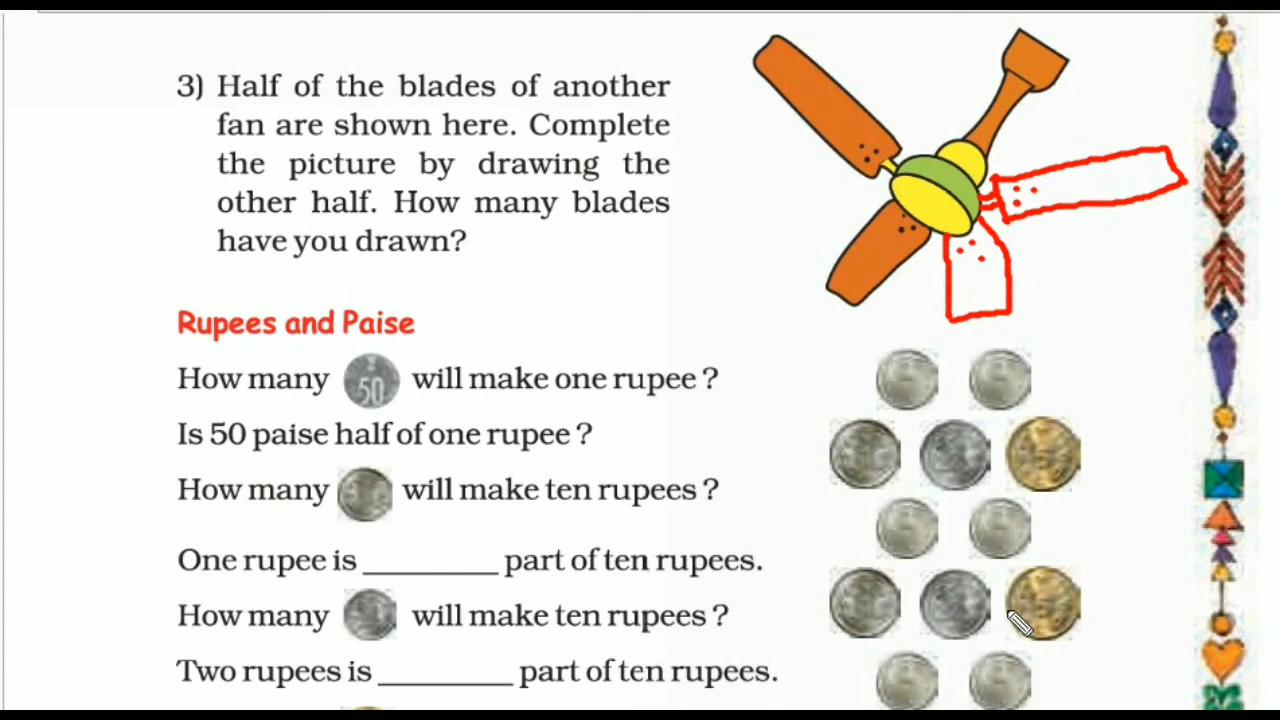 3) Half of the blades of another
fan are shown here. Complete
the picture by drawing the
other half. How many blades
have you drawn?
Rupees and Paise
How many 50 will make one rupee?
Is 50 paise half of one rupee?
How many will make ten rupees?
One rupee is _________ part of ten rupees.
How many will make ten rupees?
Two rupees is _________ part of ten rupees.